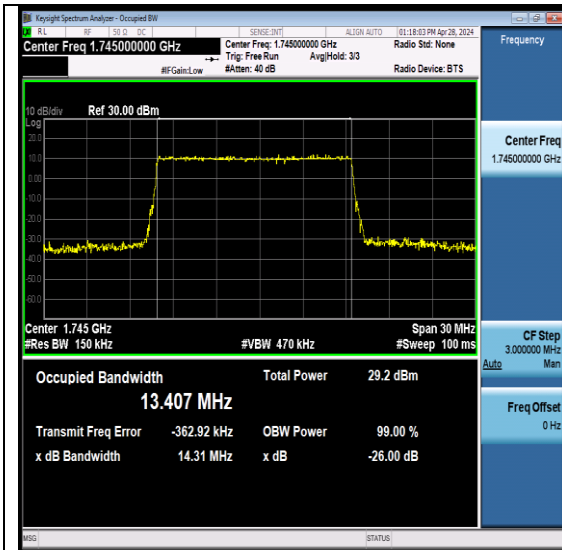 Keysight Spectrum Analyzer - Occupied BW
RL RF 50 Ω DC SENSE:INT ALIGN AUTO 01:18:03 PM Apr 28, 2024
Center Freq 1.745000000 GHz
Center Freq: 1.745000000 GHz
Radio Std: None
Trig: Free Run Avg|Hold: 3/3
#IFGain:Low
#Atten: 40 dB
Radio Device: BTS
Frequency
10 dB/div Ref 30.00 dBm
Log
20.0
10.0
0.00
-10.0
-20.0
-30.0
-40.0
-50.0
-60.0
Center 1.745 GHz Span 30 MHz
#Res BW 150 kHz #VBW 470 kHz #Sweep 100 ms
Occupied Bandwidth Total Power 29.2 dBm
13.407 MHz
Transmit Freq Error -362.92 kHz OBW Power 99.00 %
x dB Bandwidth 14.31 MHz x dB -26.00 dB
Center Freq
1.745000000 GHz
CF Step
3.000000 MHz
Auto Man
Freq Offset
0 Hz
MSG STATUS